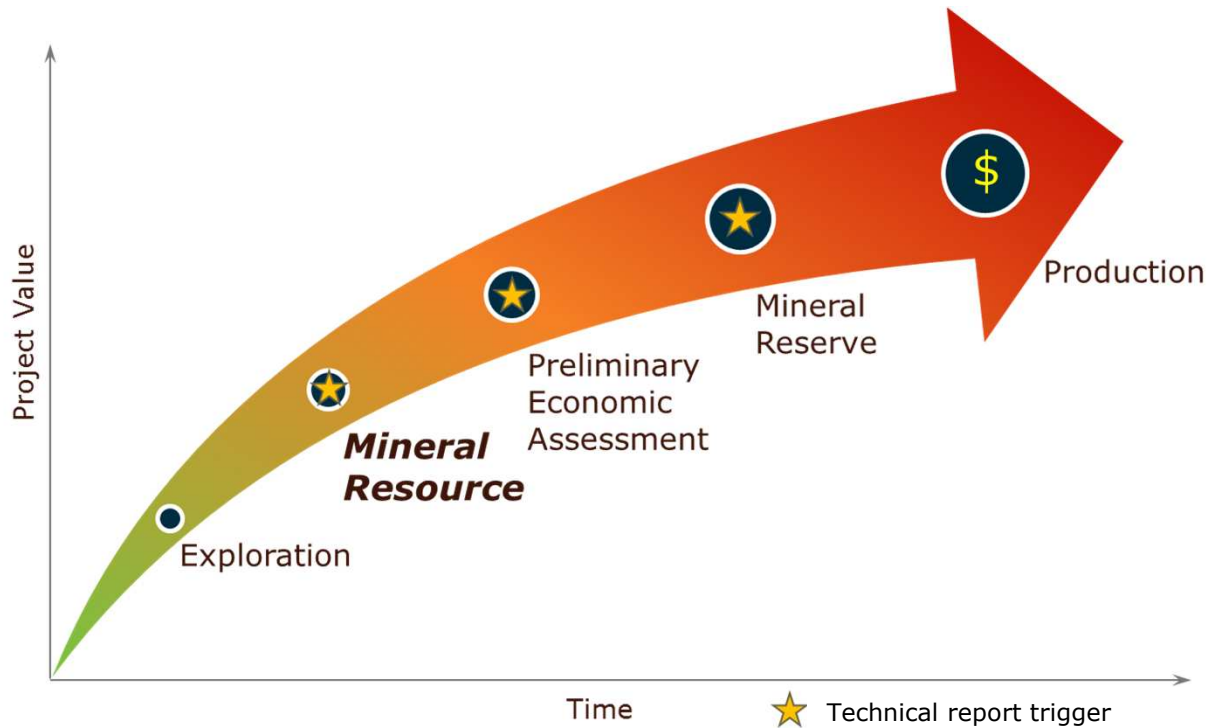 Project Value
$
Production
Mineral
Reserve
Preliminary
Economic
Assessment
Mineral
Resource
Exploration
Time
Technical report trigger